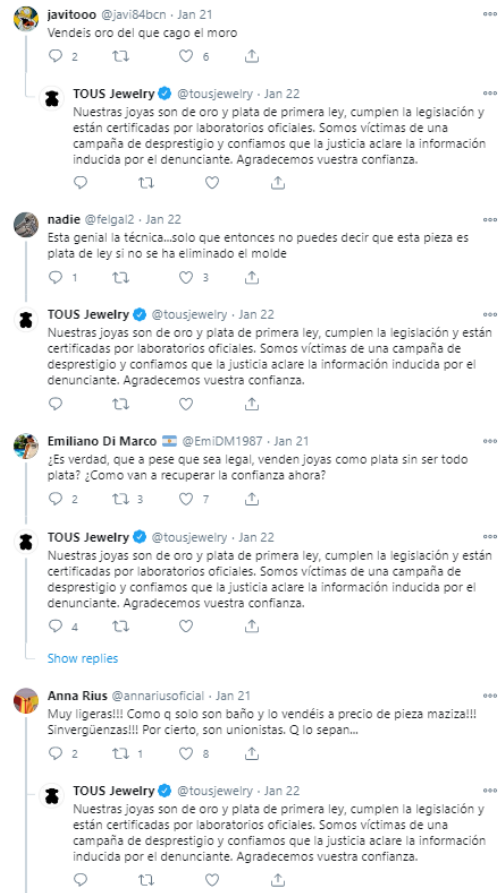 javitooo @javi84bcn · Jan 21
Vendeis oro del que cago el moro
2 6
TOUS Jewelry @tousjewelry · Jan 22
Nuestras joyas son de oro y plata de primera ley, cumplen la legislación y
están certificadas por laboratorios oficiales. Somos víctimas de una
campaña de desprestigio y confiamos que la justicia aclare la información
inducida por el denunciante. Agradecemos vuestra confianza.
nadie @felgal2 · Jan 22
Esta genial la técnica...solo que entonces no puedes decir que esta pieza es
plata de ley si no se ha eliminado el molde
1 3
TOUS Jewelry @tousjewelry · Jan 22
Nuestras joyas son de oro y plata de primera ley, cumplen la legislación y están
certificadas por laboratorios oficiales. Somos víctimas de una campaña de
desprestigio y confiamos que la justicia aclare la información inducida por el
denunciante. Agradecemos vuestra confianza.
Emiliano Di Marco 🇦🇷 @EmiDM1987 · Jan 21
¿Es verdad, que a pese que sea legal, venden joyas como plata sin ser todo
plata? ¿Como van a recuperar la confianza ahora?
2 3 7
TOUS Jewelry @tousjewelry · Jan 22
Nuestras joyas son de oro y plata de primera ley, cumplen la legislación y están
certificadas por laboratorios oficiales. Somos víctimas de una campaña de
desprestigio y confiamos que la justicia aclare la información inducida por el
denunciante. Agradecemos vuestra confianza.
4
Show replies
Anna Rius @annariusoficial · Jan 21
Muy ligeras!!! Como q solo son baño y lo vendéis a precio de pieza maziza!!!
Sinvergüenzas!!! Por cierto, son unionistas. Q lo sepan...
2 1 8
TOUS Jewelry @tousjewelry · Jan 22
Nuestras joyas son de oro y plata de primera ley, cumplen la legislación y
están certificadas por laboratorios oficiales. Somos víctimas de una
campaña de desprestigio y confiamos que la justicia aclare la información
inducida por el denunciante. Agradecemos vuestra confianza.